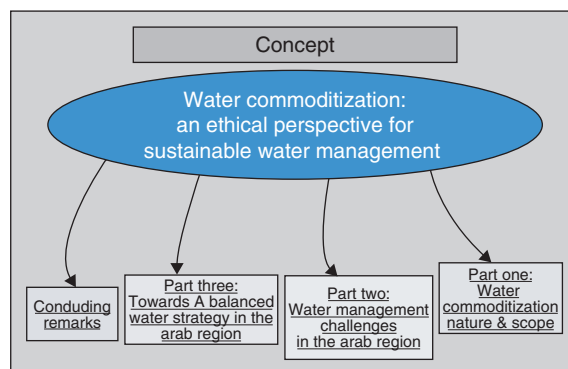 Concept
Water commoditization:
an ethical perspective for
sustainable water management
Conduding
remarks
Part three:
Towards A balanced
water strategy in the
arab region
Part two:
Water management
challenges
in the arab region
Part one:
Water
commoditization
nature & scope